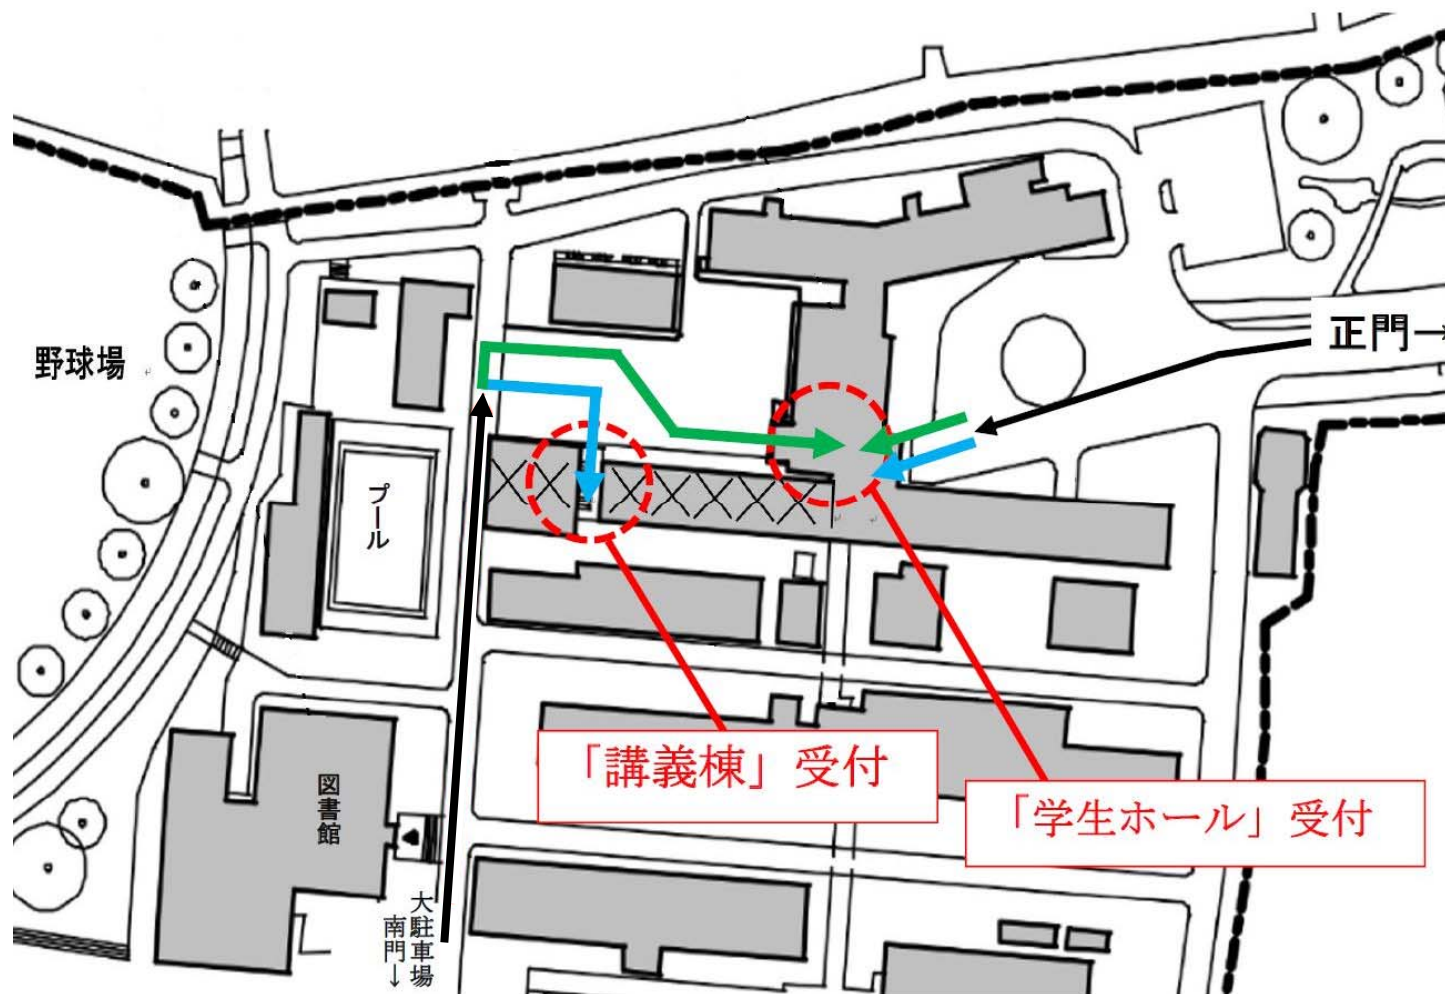 正門→
野球場
プール
「講義棟」受付
「学生ホール」受付
図書館
大駐車場
南門↓